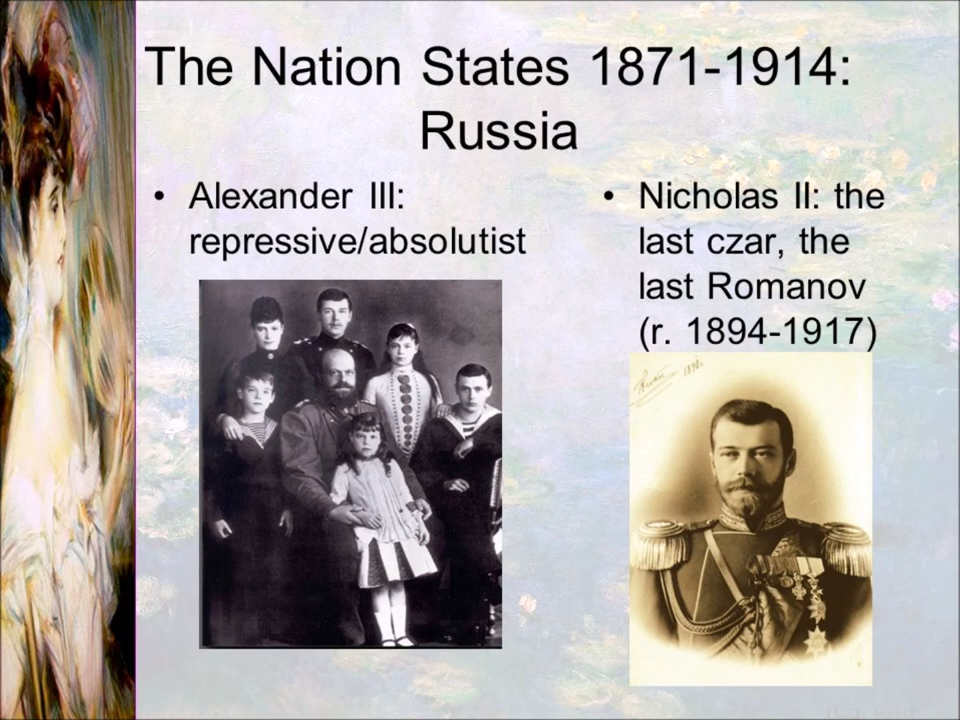 The Nation States 1871-1914:
Russia
• Alexander III:
repressive/absolutist
• Nicholas II: the
last czar, the
last Romanov
(r. 1894-1917)